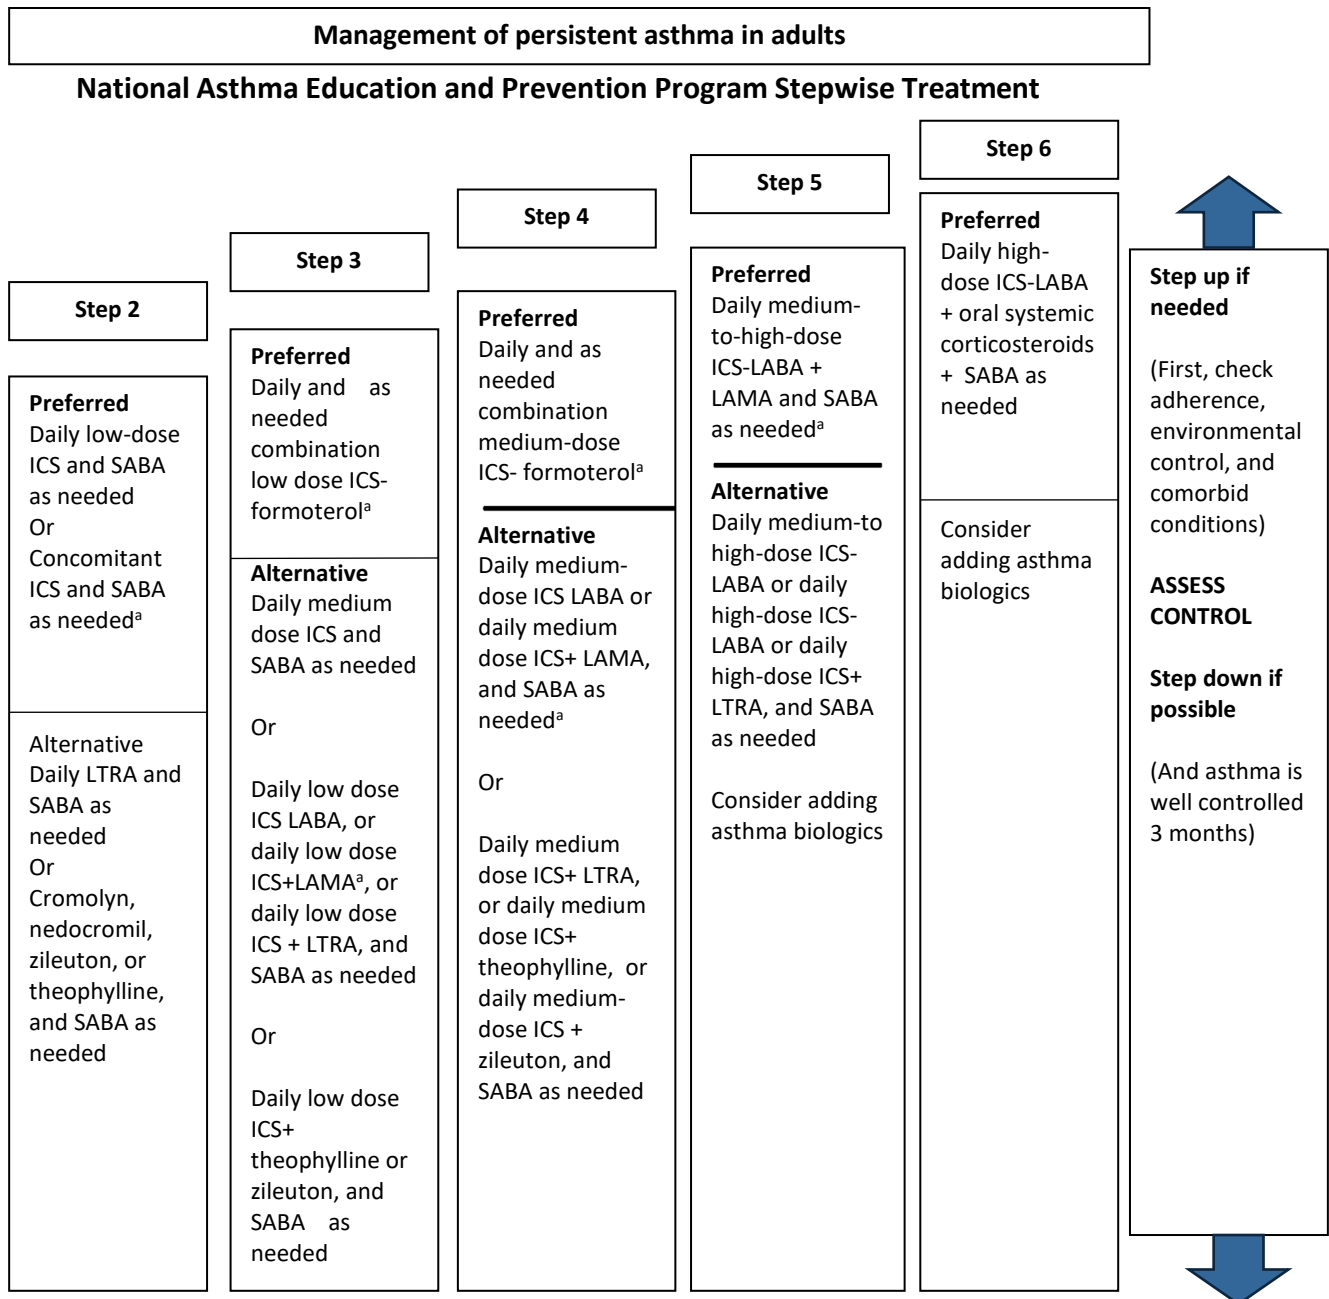 Management of persistent asthma in adults
National Asthma Education and Prevention Program Stepwise Treatment
Step 2
Preferred
Daily low-dose
ICS and SABA
as needed
Or
Concomitant
ICS and SABA
as neededᵃ
Alternative
Daily LTRA and
SABA as
needed
Or
Cromolyn,
nedocromil,
zileuton, or
theophylline,
and SABA as
needed
Step 3
Preferred
Daily and as
needed
combination
low dose ICS-
formoterolᵃ
Alternative
Daily medium
dose ICS and
SABA as needed
Or
Daily low dose
ICS LABA, or
daily low dose
ICS+LAMAᵃ, or
daily low dose
ICS + LTRA, and
SABA as needed
Or
Daily low dose
ICS+
theophylline or
zileuton, and
SABA as
needed
Step 4
Preferred
Daily and as
needed
combination
medium-dose
ICS- formoterolᵃ
Alternative
Daily medium-
dose ICS LABA or
daily medium
dose ICS+ LAMA,
and SABA as
neededᵃ
Or
Daily medium
dose ICS+ LTRA,
or daily medium
dose ICS+
theophylline, or
daily medium-
dose ICS +
zileuton, and
SABA as needed
Step 5
Preferred
Daily medium-
to-high-dose
ICS-LABA +
LAMA and SABA
as neededᵃ
Alternative
Daily medium-to
high-dose ICS-
LABA or daily
high-dose ICS-
LABA or daily
high-dose ICS+
LTRA, and SABA
as needed
Consider adding
asthma biologics
Step 6
Preferred
Daily high-
dose ICS-LABA
+ oral systemic
corticosteroids
+ SABA as
needed
Consider
adding asthma
biologics
Step up if
needed
(First, check
adherence,
environmental
control, and
comorbid
conditions)
ASSESS
CONTROL
Step down if
possible
(And asthma is
well controlled
3 months)